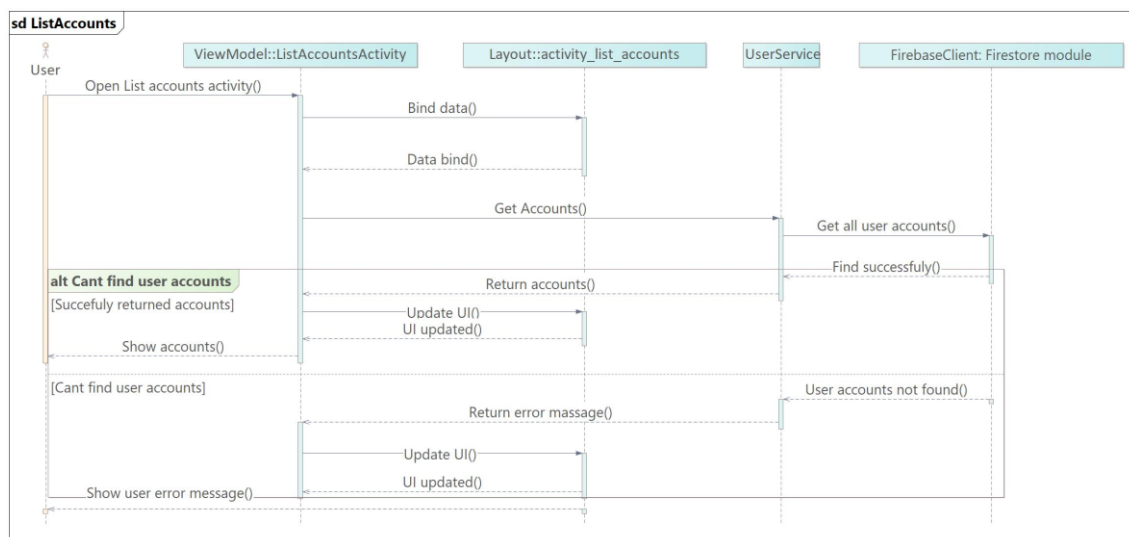 sd ListAccounts
User
ViewModel::ListAccountsActivity
Layout::activity_list_accounts
UserService
FirebaseClient: Firestore module
Open List accounts activity()
Bind data()
Data bind()
Get Accounts()
Get all user accounts()
Find successfuly()
alt Cant find user accounts
Return accounts()
[Succefuly returned accounts]
Update UI()
UI updated()
Show accounts()
[Cant find user accounts]
User accounts not found()
Return error massage()
Update UI()
UI updated()
Show user error message()